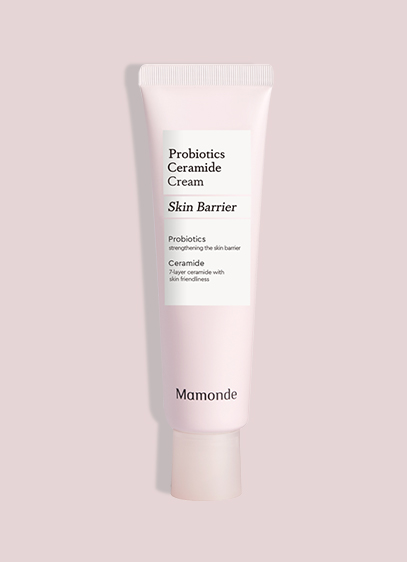 Probiotics
Ceramide
Cream
Skin Barrier
Probiotics
strengthening the skin barrier
Ceramide
7-layer ceramide with
skin friendliness
Mamonde